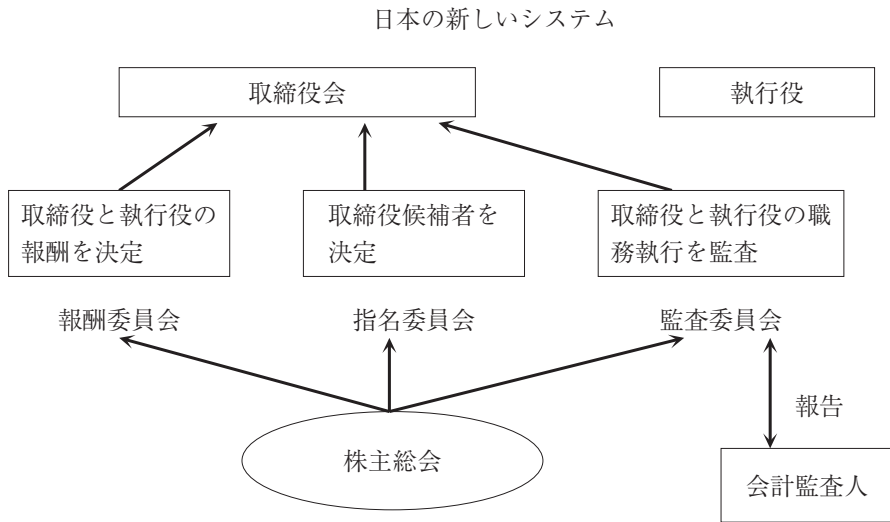 日本の新しいシステム
取締役会
執行役
取締役と執行役の
報酬を決定
取締役候補者を
決定
取締役と執行役の職
務執行を監査
報酬委員会
指名委員会
監査委員会
報告
株主総会
会計監査人